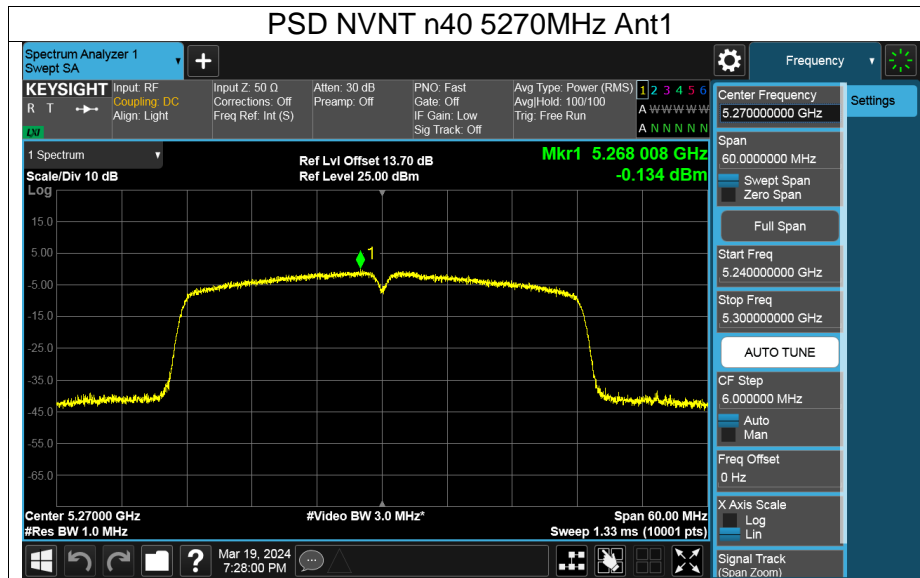 PSD NVNT n40 5270MHz Ant1
Spectrum Analyzer 1
Swept SA
+
Frequency
KEYSIGHT
R T
LXI
Input: RF
Coupling: DC
Align: Light
Input Z: 50 Ω
Corrections: Off
Freq Ref: Int (S)
Atten: 30 dB
Preamp: Off
PNO: Fast
Gate: Off
IF Gain: Low
Sig Track: Off
Avg Type: Power (RMS)
Avg|Hold: 100/100
Trig: Free Run
1 2 3 4 5 6
A W W W W W
A N N N N N
Center Frequency
5.270000000 GHz
Settings
Span
60.0000000 MHz
Swept Span
Zero Span
Full Span
Start Freq
5.240000000 GHz
Stop Freq
5.300000000 GHz
AUTO TUNE
CF Step
6.000000 MHz
Auto
Man
Freq Offset
0 Hz
X Axis Scale
Log
Lin
Signal Track
(Span Zoom)
1 Spectrum
Scale/Div 10 dB
Log
Ref Lvl Offset 13.70 dB
Ref Level 25.00 dBm
Mkr1 5.268 008 GHz
-0.134 dBm
15.0
5.00
-5.00
-15.0
-25.0
-35.0
-45.0
-55.0
-65.0
1
Center 5.27000 GHz
#Res BW 1.0 MHz
#Video BW 3.0 MHz*
Span 60.00 MHz
Sweep 1.33 ms (10001 pts)
?
Mar 19, 2024
7:28:00 PM